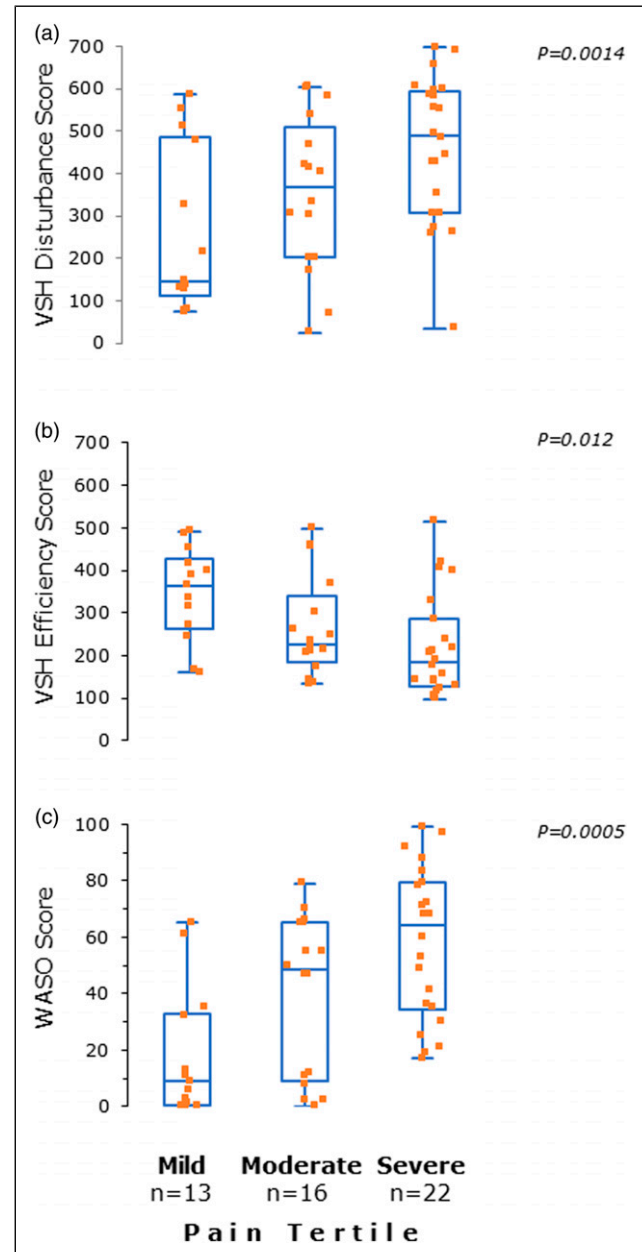 (a)
VSH Disturbance Score
700
600
500
400
300
200
100
0
P=0.0014
(b)
VSH Efficiency Score
700
600
500
400
300
200
100
0
P=0.012
(c)
WASO Score
100
80
60
40
20
0
P=0.0005
Mild Moderate Severe
n=13 n=16 n=22
Pain Tertile